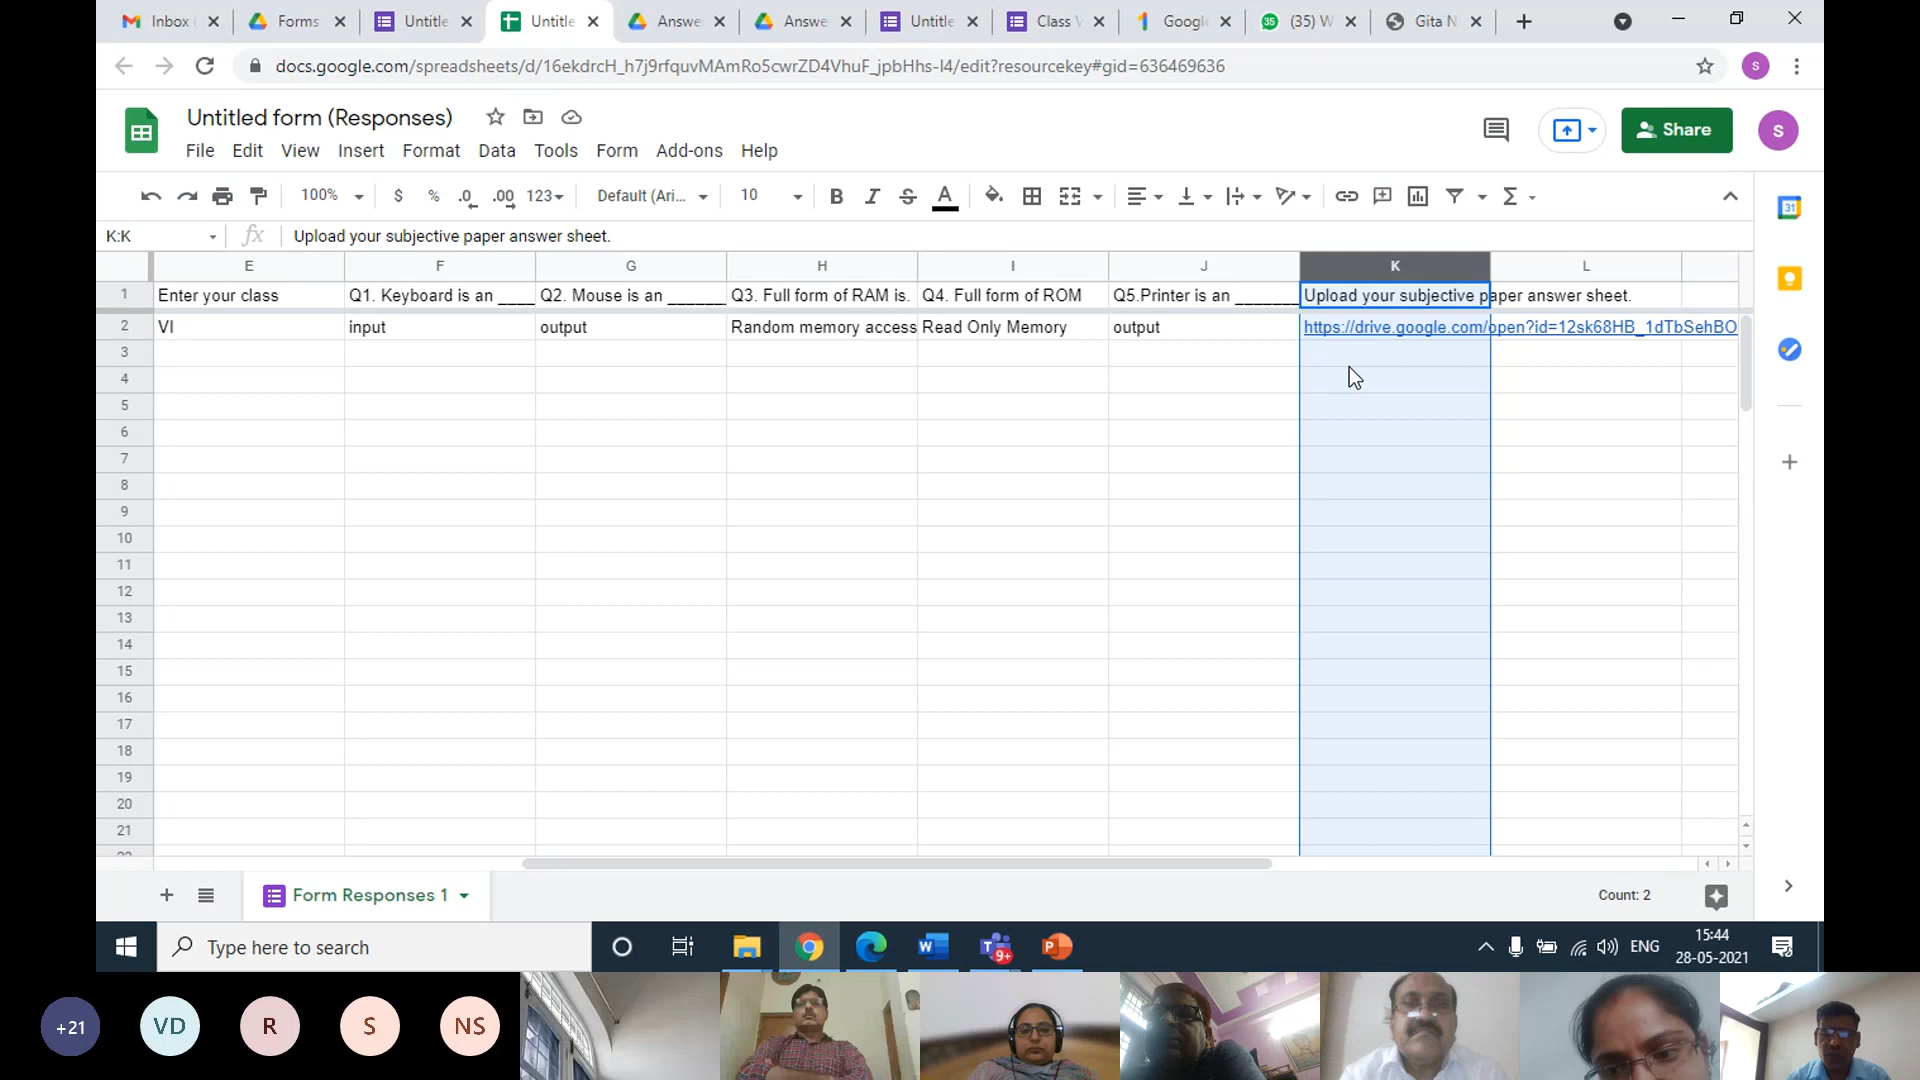 Inbox (
Forms
Untitle
Untitle
Answe
Answe
Untitle
Class V
Google
35
(35) W
Gita N
docs.google.com/spreadsheets/d/16ekdrcH_h7j9rfquvMAmRo5cwrZD4VhuF_jpbHhs-I4/edit?resourcekey#gid=636469636
S
Untitled form (Responses)
Share
S
File Edit View Insert Format Data Tools Form Add-ons Help
100% $ % .0 .00 123 Default (Ari... 10 B I S A Σ
31
K:K fx Upload your subjective paper answer sheet.
E F G H I J K L
1 Enter your class Q1. Keyboard is an ____ Q2. Mouse is an ______ Q3. Full form of RAM is. Q4. Full form of ROM Q5.Printer is an ______ Upload your subjective paper answer sheet.
2 VI input output Random memory access Read Only Memory output https://drive.google.com/open?id=12sk68HB_1dTbSehBO
3
4
5
6
7
8
9
10
11
12
13
14
15
16
17
18
19
20
21
Form Responses 1
Count: 2
Type here to search
W
T
9+
P
ENG
15:44
28-05-2021
+21
VD
R
S
NS